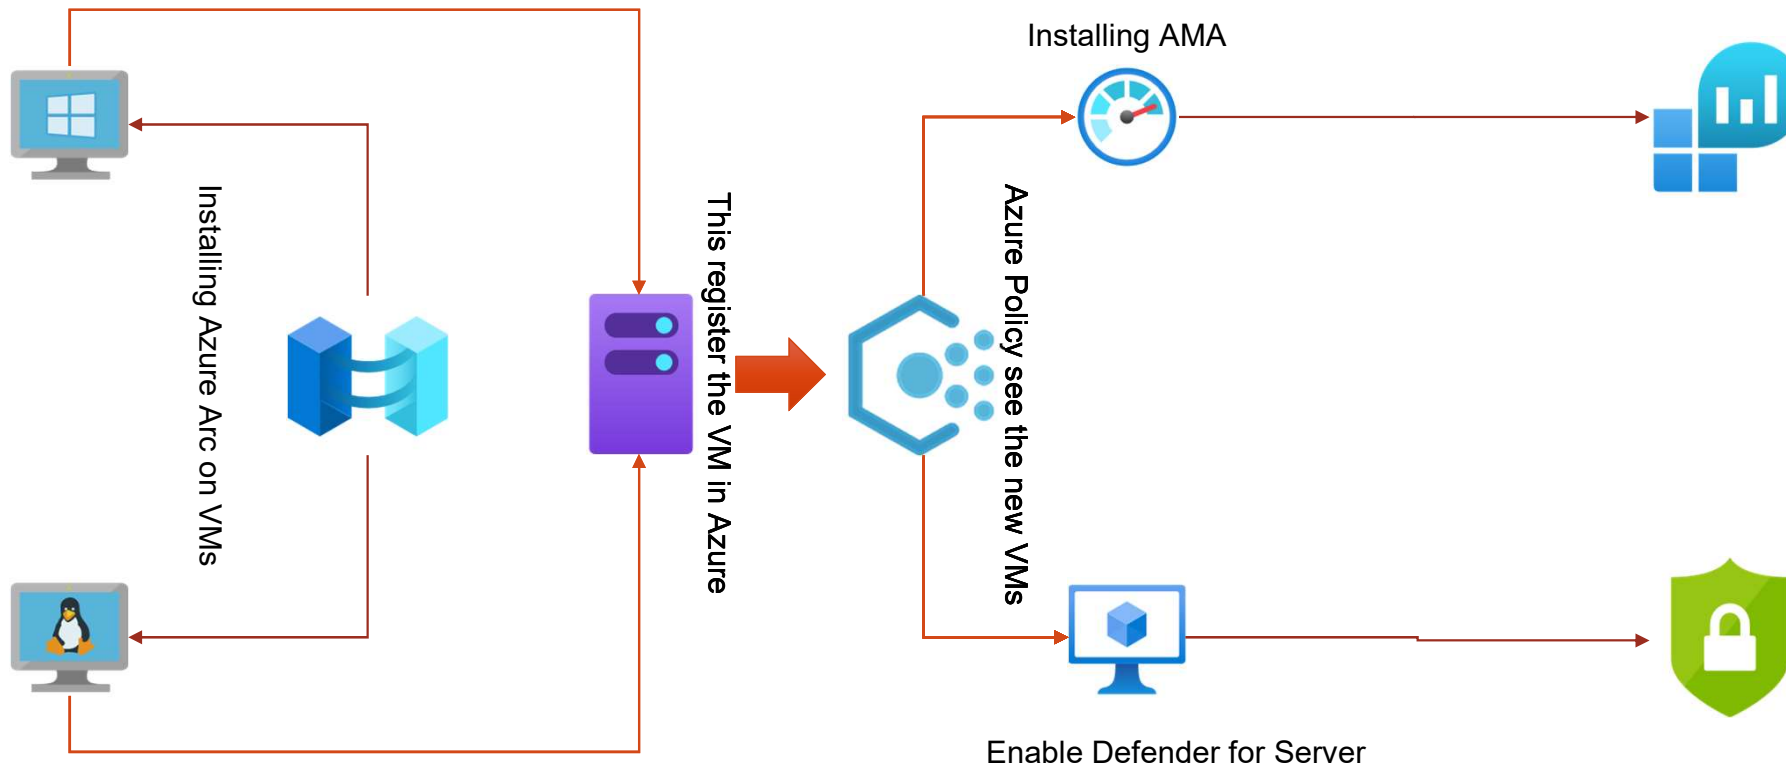 Installing AMA
Installing Azure Arc on VMs
This register the VM in Azure
Azure Policy see the new VMs
Enable Defender for Server